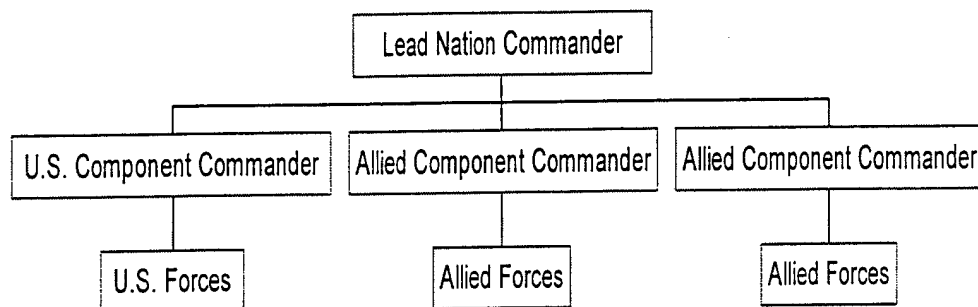 Lead Nation Commander
U.S. Component Commander
Allied Component Commander
Allied Component Commander
U.S. Forces
Allied Forces
Allied Forces